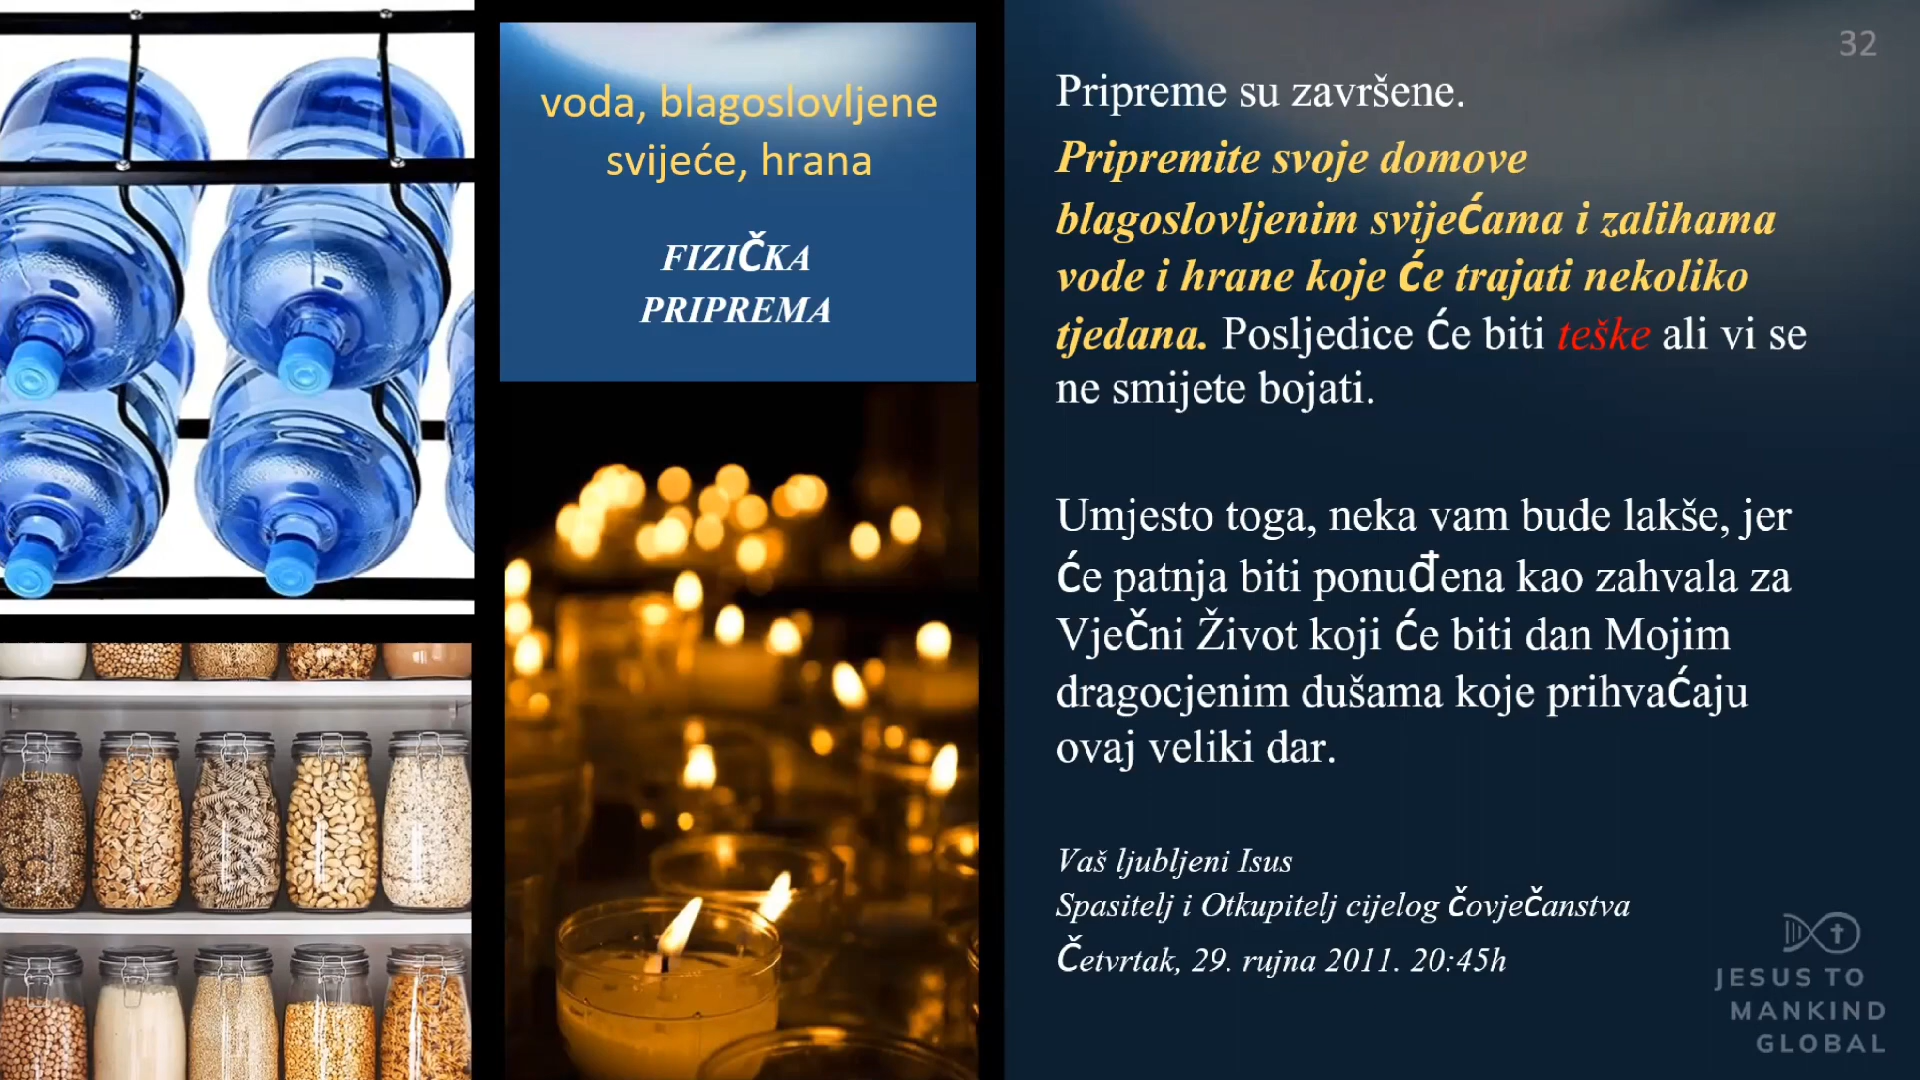 voda, blagoslovljene
svijeće, hrana
FIZIČKA
PRIPREMA
32
Pripreme su završene.
Pripremite svoje domove
blagoslovljenim svijećama i zalihama
vode i hrane koje će trajati nekoliko
tjedana. Posljedice će biti teške ali vi se
ne smijete bojati.
Umjesto toga, neka vam bude lakše, jer
će patnja biti ponuđena kao zahvala za
Vječni Život koji će biti dan Mojim
dragocjenim dušama koje prihvaćaju
ovaj veliki dar.
Vaš ljubljeni Isus
Spasitelj i Otkupitelj cijelog čovječanstva
Četvrtak, 29. rujna 2011. 20:45h
JESUS TO
MANKIND
GLOBAL